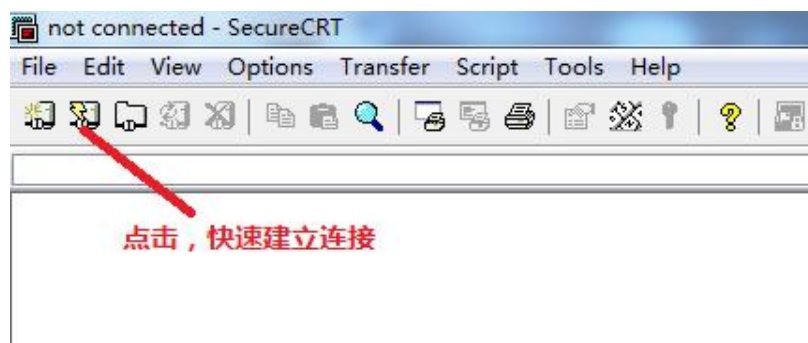 not connected - SecureCRT
File Edit View Options Transfer Script Tools Help
点击，快速建立连接